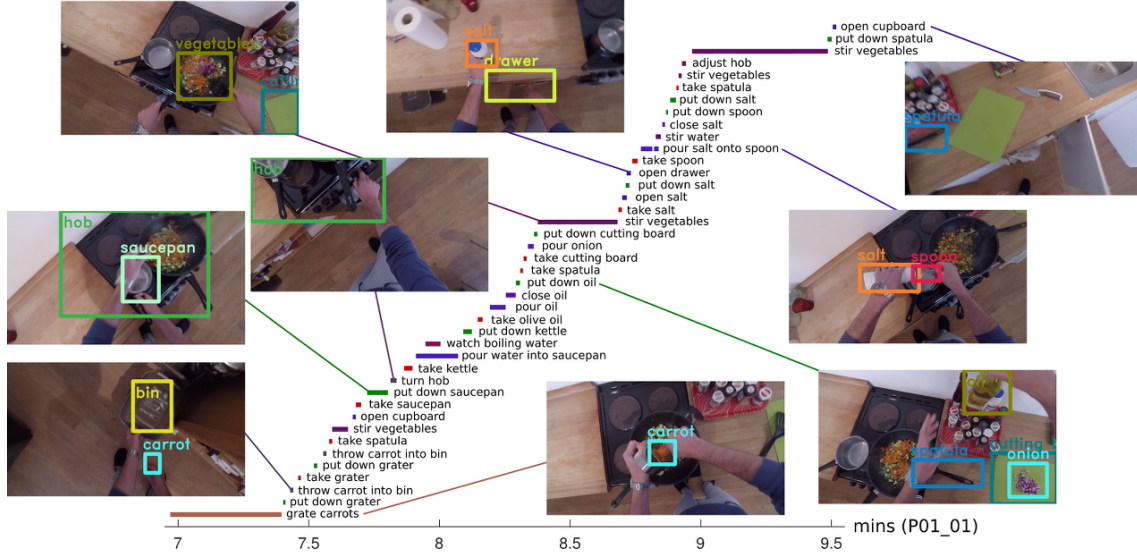 open cupboard
put down spatula
stir vegetables
adjust hob
stir vegetables
take spatula
put down salt
put down spoon
close salt
stir water
pour salt onto spoon
take spoon
open drawer
put down salt
open salt
take salt
stir vegetables
put down cutting board
pour onion
take cutting board
take spatula
put down oil
close oil
pour oil
take olive oil
put down kettle
watch boiling water
pour water into saucepan
take kettle
turn hob
put down saucepan
take saucepan
open cupboard
stir vegetables
take spatula
throw carrot into bin
put down grater
take grater
throw carrot into bin
put down grater
grate carrots
7 7.5 8 8.5 9 9.5 mins (P01_01)
vegetables
salt
drawer
spatula
hob
hob
saucepan
salt
spoon
bin
carrot
carrot
spatula
onion